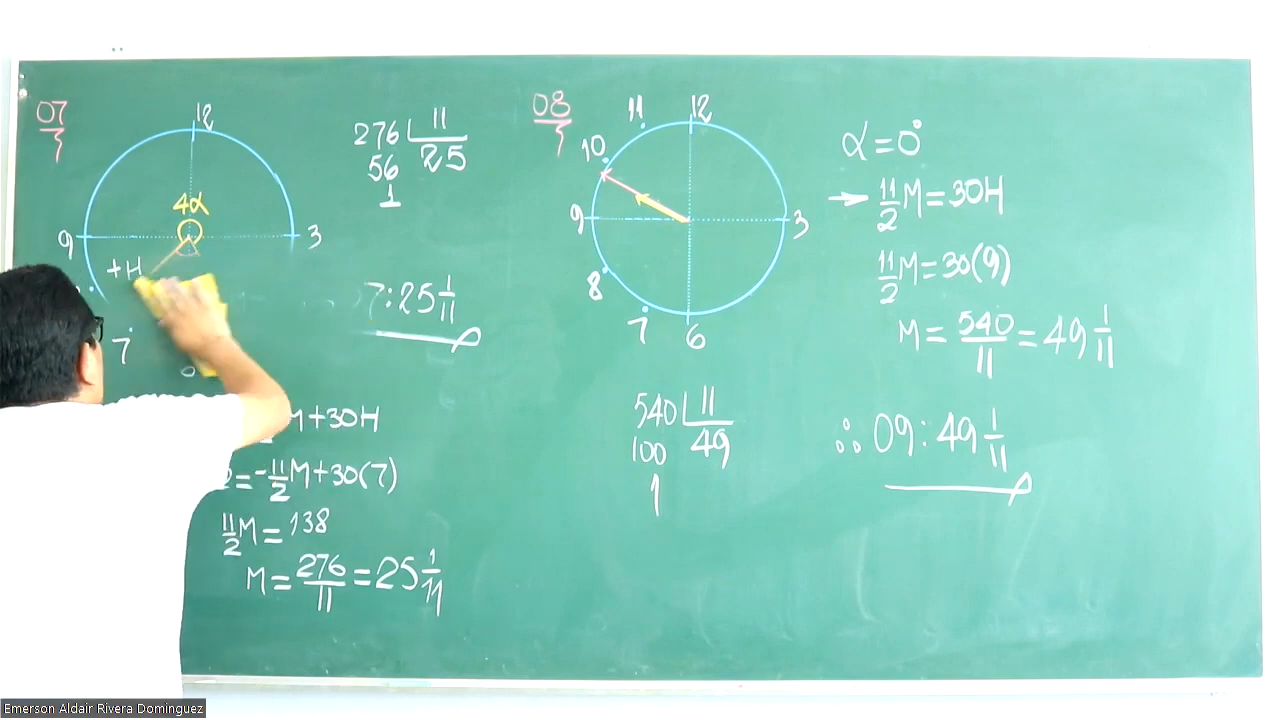 07
12
4α
9
3
+H
7
276 11
56 25
1
7:25 1/11
M+30H
=-11/2 M+30(7)
11/2 M=138
M=276/11=25 1/11
08
12
11
10
9
3
8
7
6
α=0°
→ 11/2 M=30H
11/2 M=30(9)
M=540/11=49 1/11
540 11
100 49
1
∴ 09:49 1/11
Emerson Aldair Rivera Dominguez